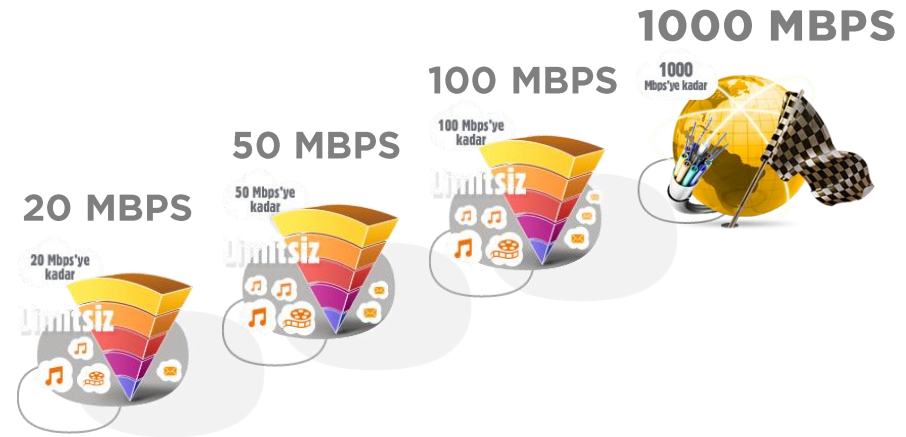 1000 MBPS
1000
Mbps'ye kadar
100 MBPS
100 Mbps'ye
kadar
Limitsiz
50 MBPS
50 Mbps'ye
kadar
Limitsiz
20 MBPS
20 Mbps'ye
kadar
Limitsiz